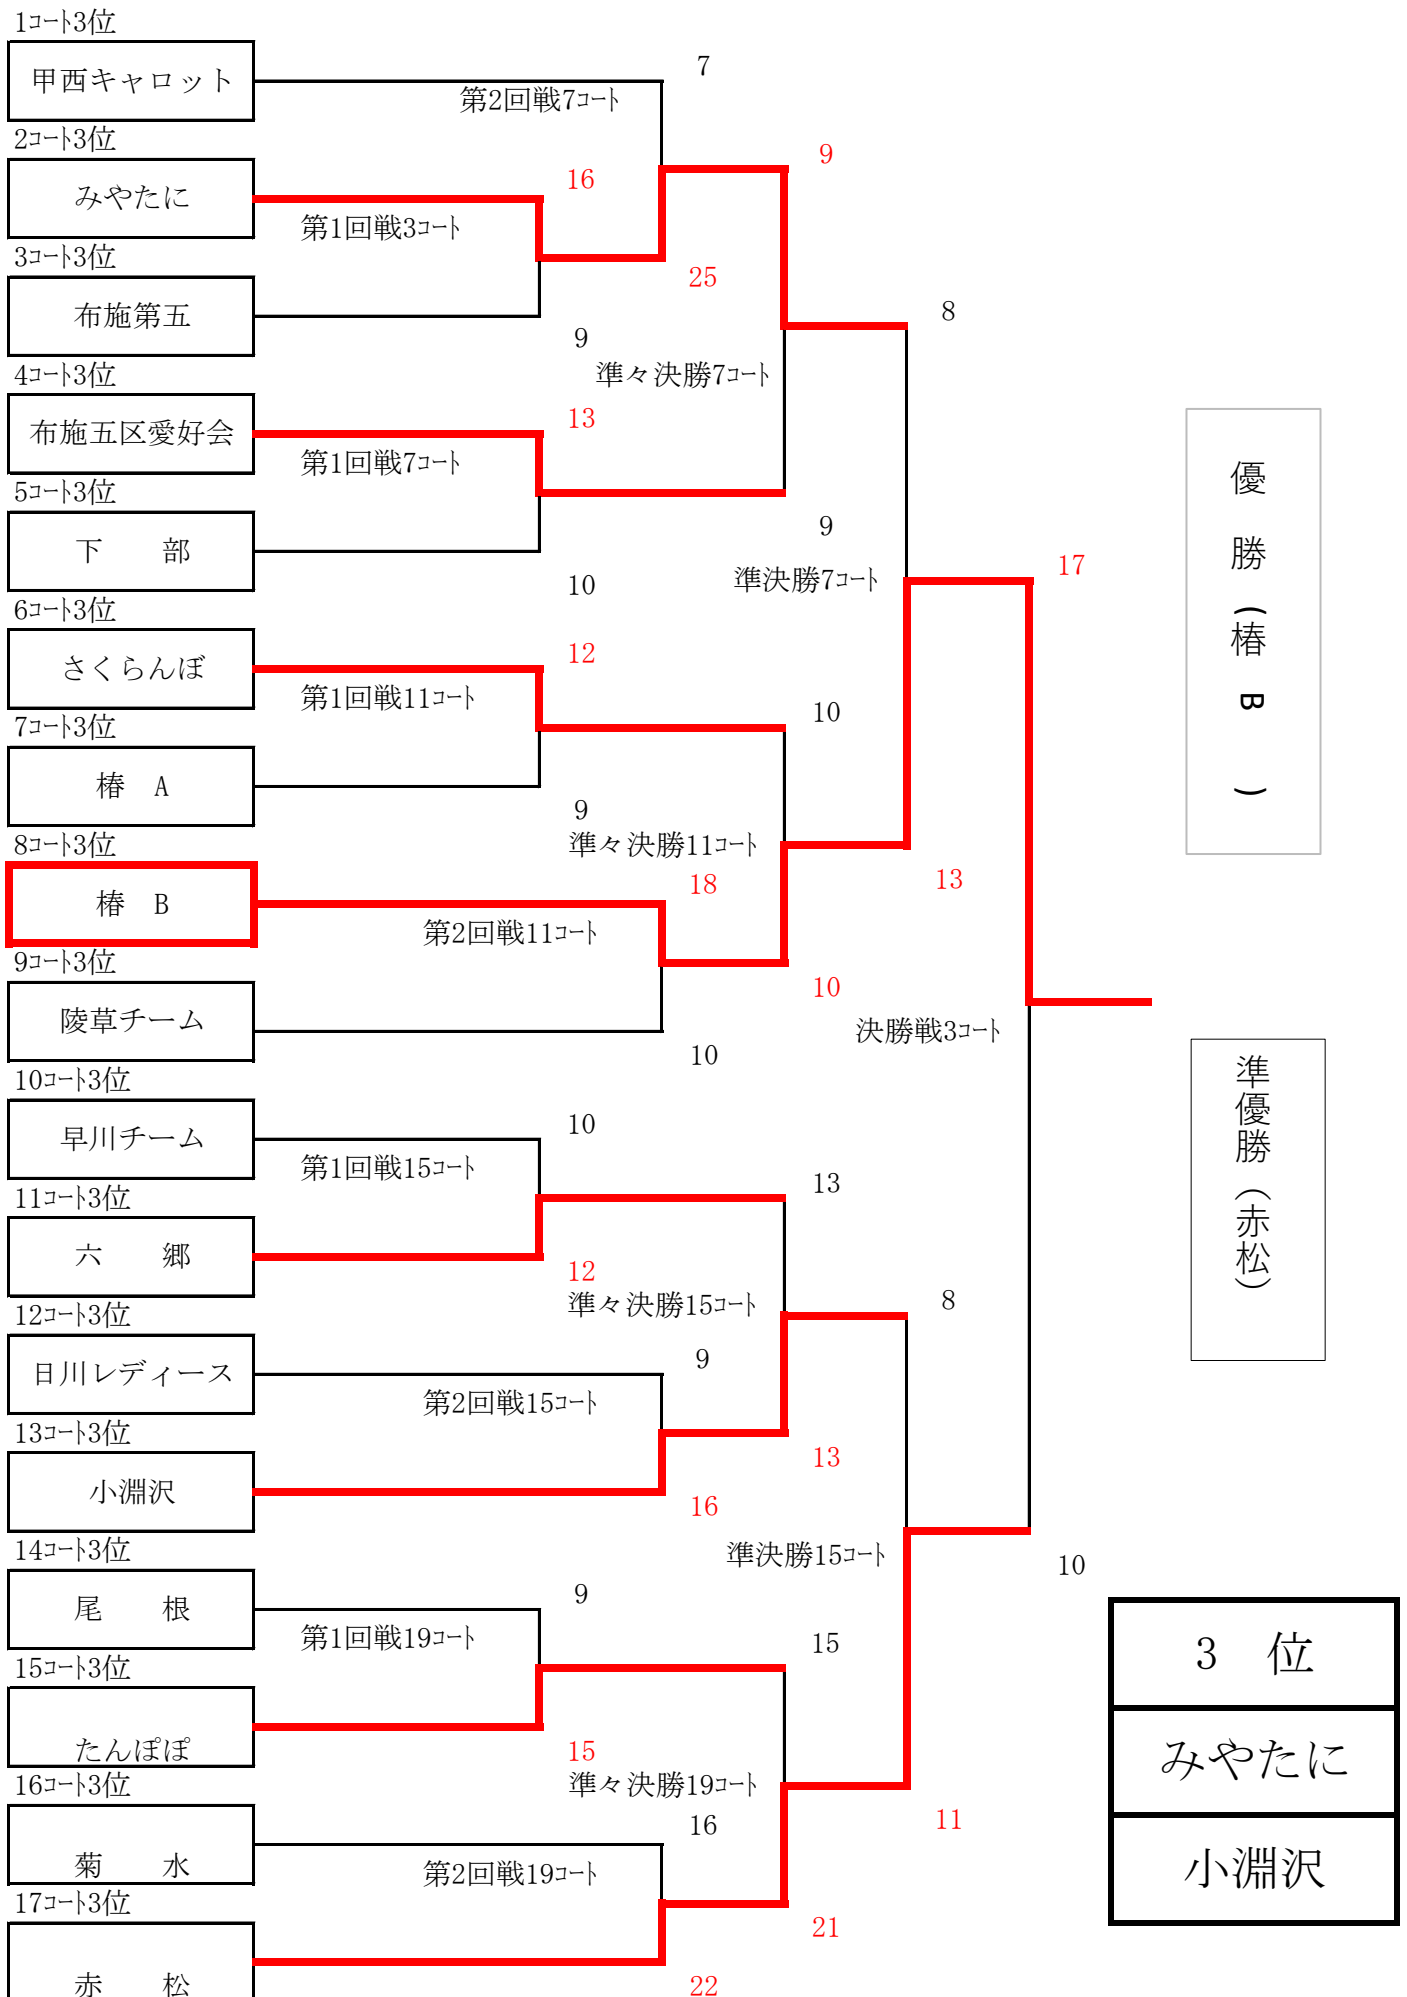 1コート3位
甲西キャロット
7
第2回戦7コート
2コート3位
みやたに
16
9
第1回戦3コート
3コート3位
布施第五
25
9
8
準々決勝7コート
4コート3位
布施五区愛好会
13
第1回戦7コート
5コート3位
下 部
9
10
準決勝7コート
17
6コート3位
さくらんぼ
12
第1回戦11コート
10
7コート3位
椿 A
9
準々決勝11コート
8コート3位
椿 B
18
13
第2回戦11コート
9コート3位
陵草チーム
10
10
決勝戦3コート
10コート3位
早川チーム
10
第1回戦15コート
13
11コート3位
六 郷
12
準々決勝15コート
8
12コート3位
日川レディース
9
第2回戦15コート
13コート3位
小淵沢
13
16
14コート3位
尾 根
9
準決勝15コート
10
第1回戦19コート
15
15コート3位
たんぽぽ
15
準々決勝19コート
16コート3位
菊 水
16
11
第2回戦19コート
17コート3位
赤 松
21
22
優勝(椿 B )
準優勝(赤松)
3 位
みやたに
小淵沢